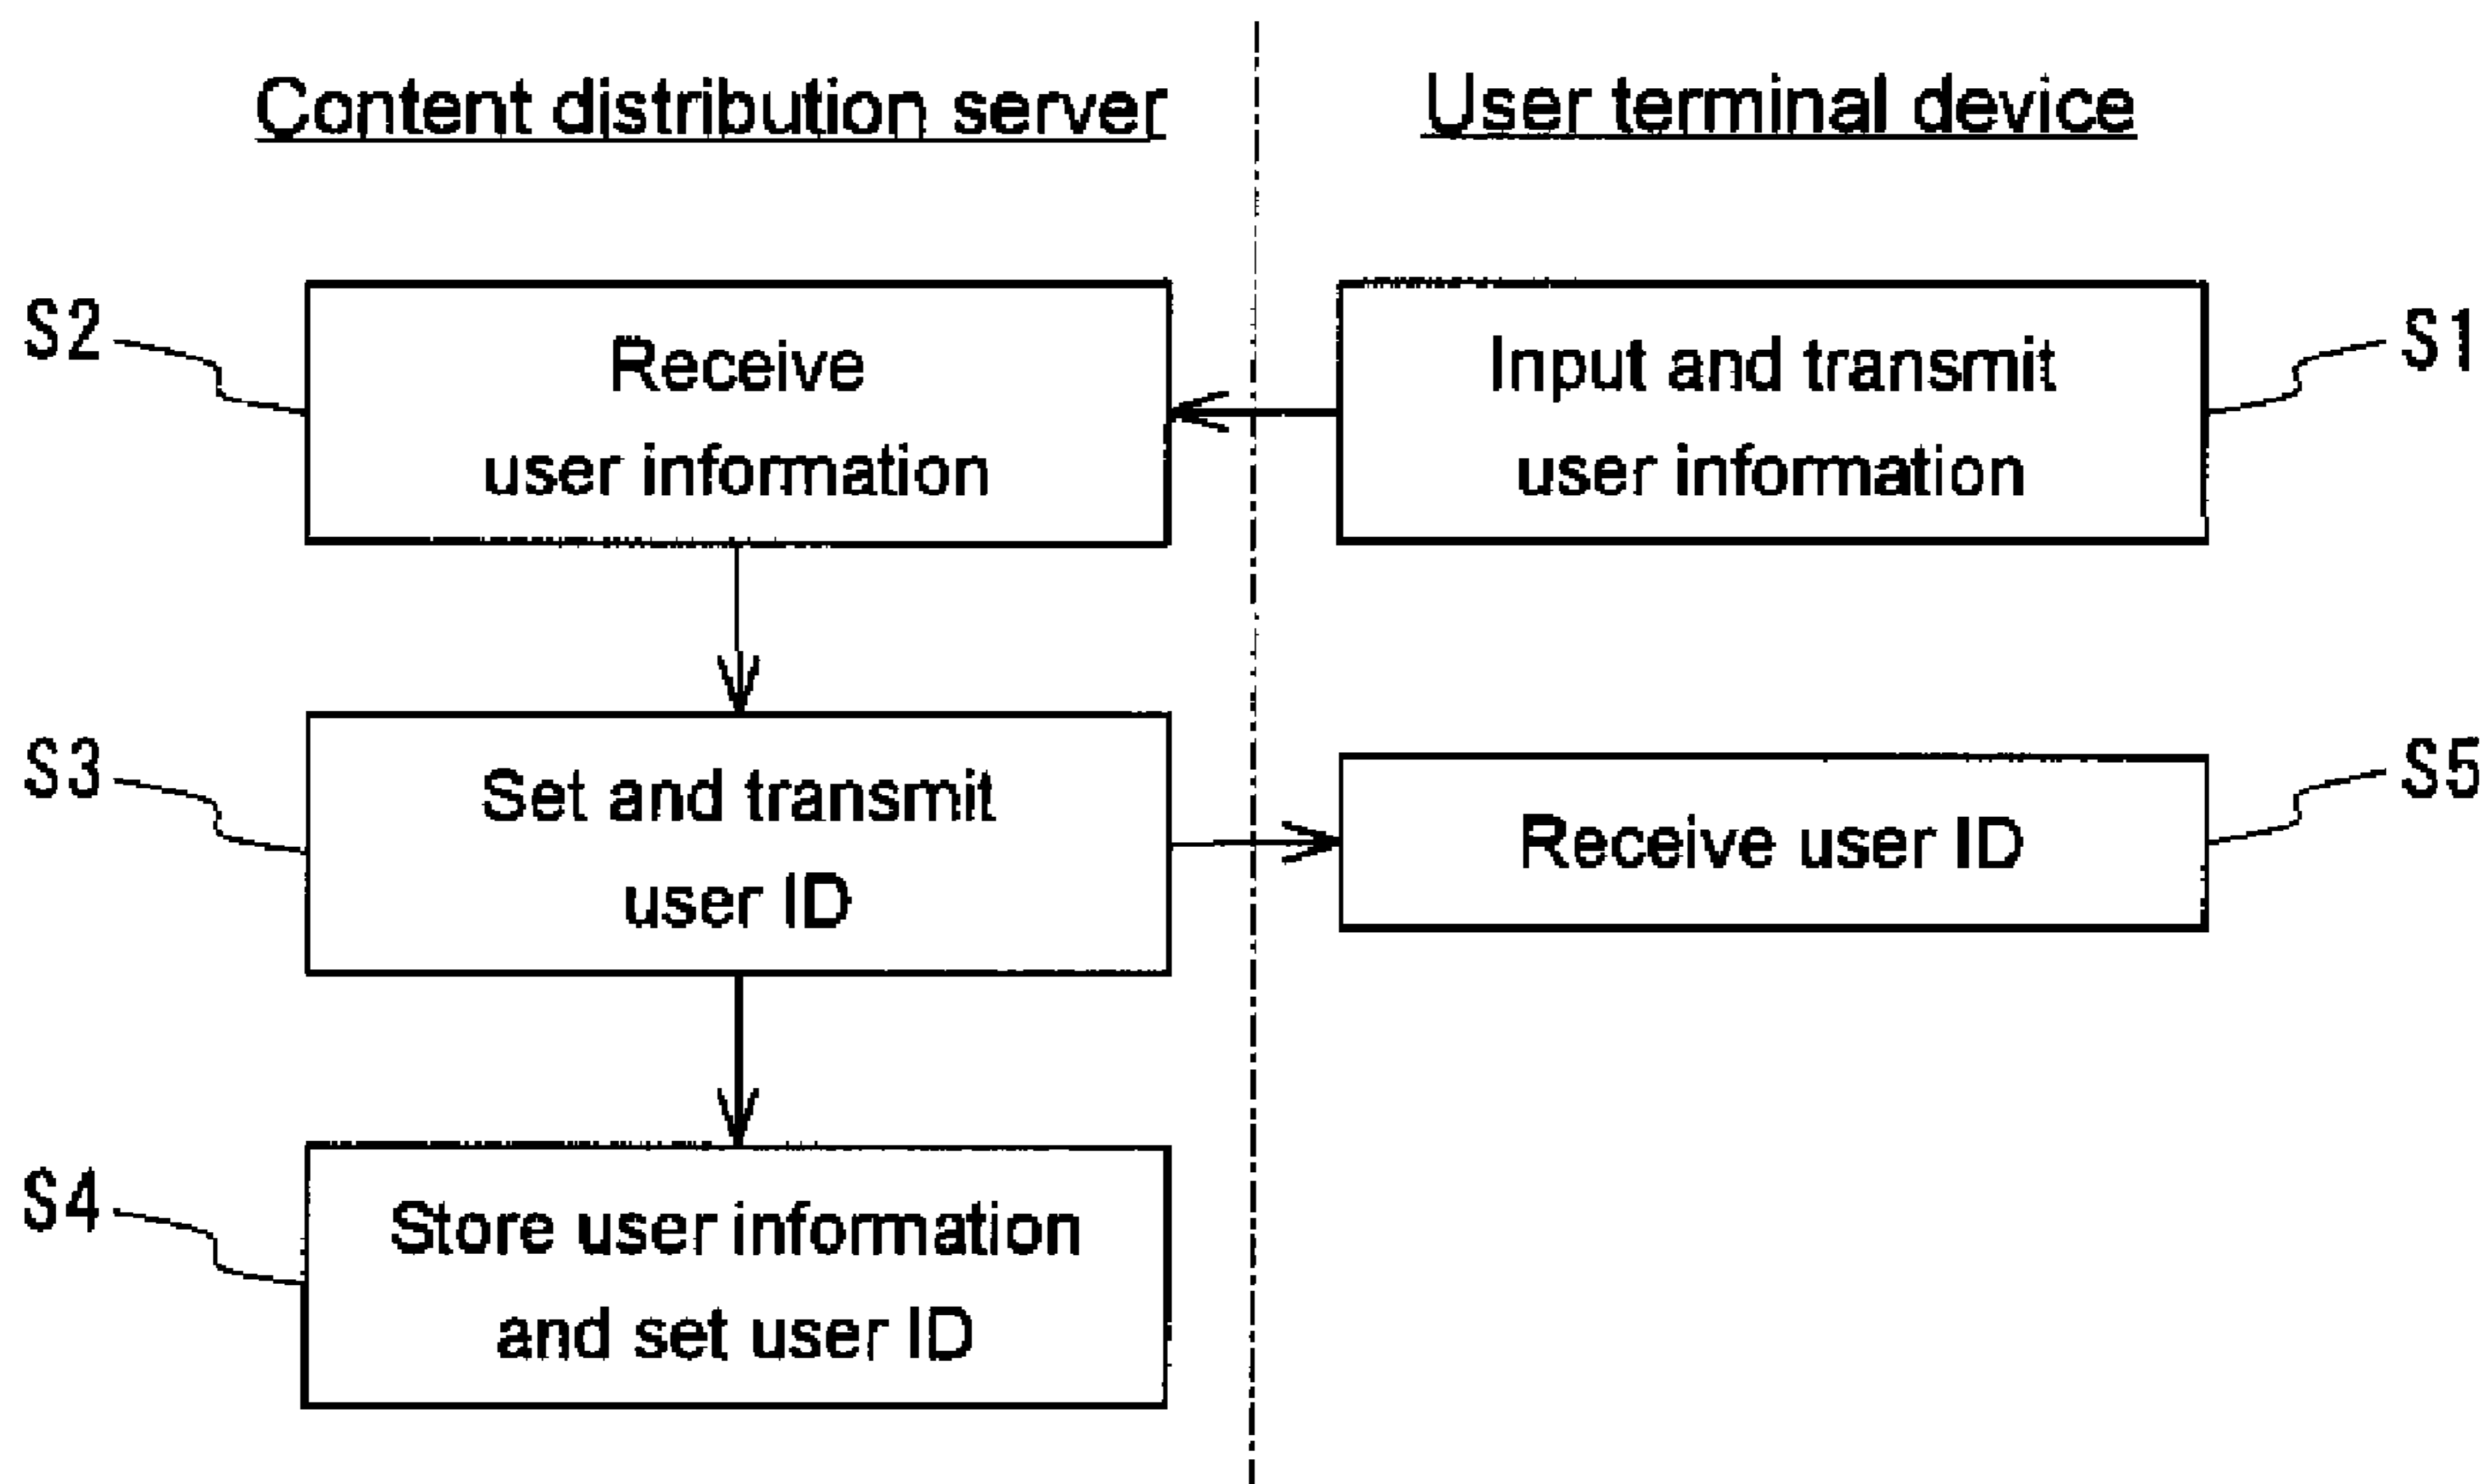 Content distribution server
User terminal device
S2
Receive
user information
Input and transmit
user information
S1
S3
Set and transmit
user ID
Receive user ID
S5
S4
Store user information
and set user ID